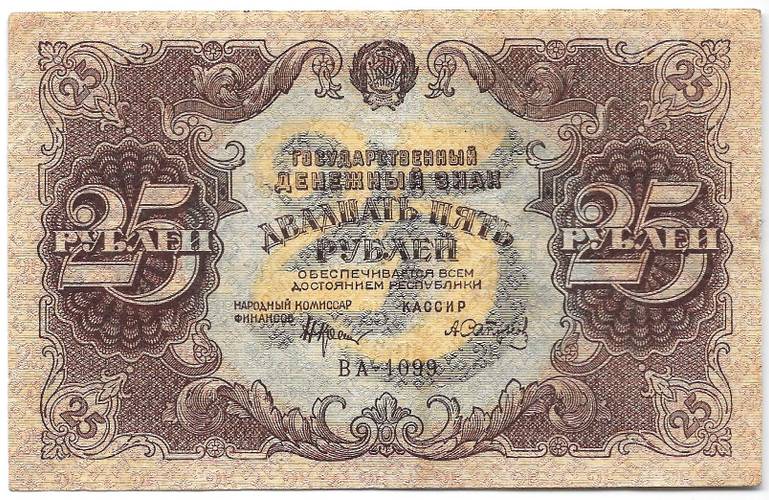 25 25
ГОСУДАРСТВЕННЫЙ
ДЕНЕЖНЫЙ ЗНАК
ДВАДЦАТЬ ПЯТЬ
РУБЛЕЙ
25 РУБЛЕЙ
25 РУБЛЕЙ
ОБЕСПЕЧИВАЕТСЯ ВСЕМ
ДОСТОЯНИЕМ РЕСПУБЛИКИ
НАРОДНЫЙ КОМИССАР
ФИНАНСОВ
КАССИР
ВА-1099
25 25